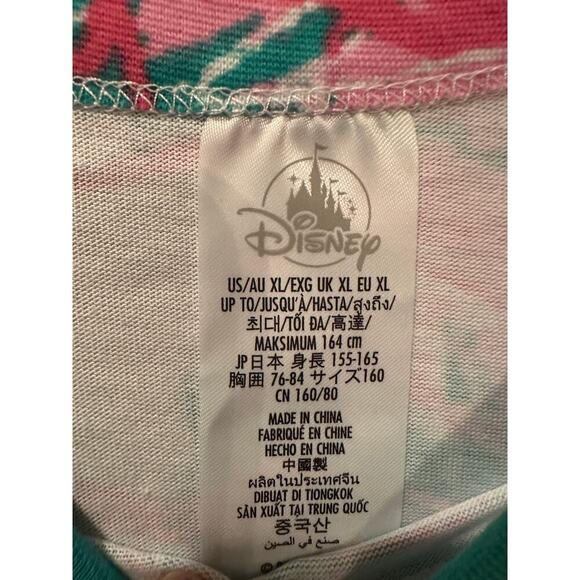 Disney
US/AU XL/EXG UK XL EU XL
UP TO/JUSQU'À/HASTA/สูงถึง/
최대/TỐI ĐA/高達/
MAKSIMUM 164 cm
JP日本 身長 155-165
胸囲 76-84 サイズ160
CN 160/80
MADE IN CHINA
FABRIQUÉ EN CHINE
HECHO EN CHINA
中國製
ผลิตในประเทศจีน
DIBUAT DI TIONGKOK
SẢN XUẤT TẠI TRUNG QUỐC
중국산
صنع في الصين
©